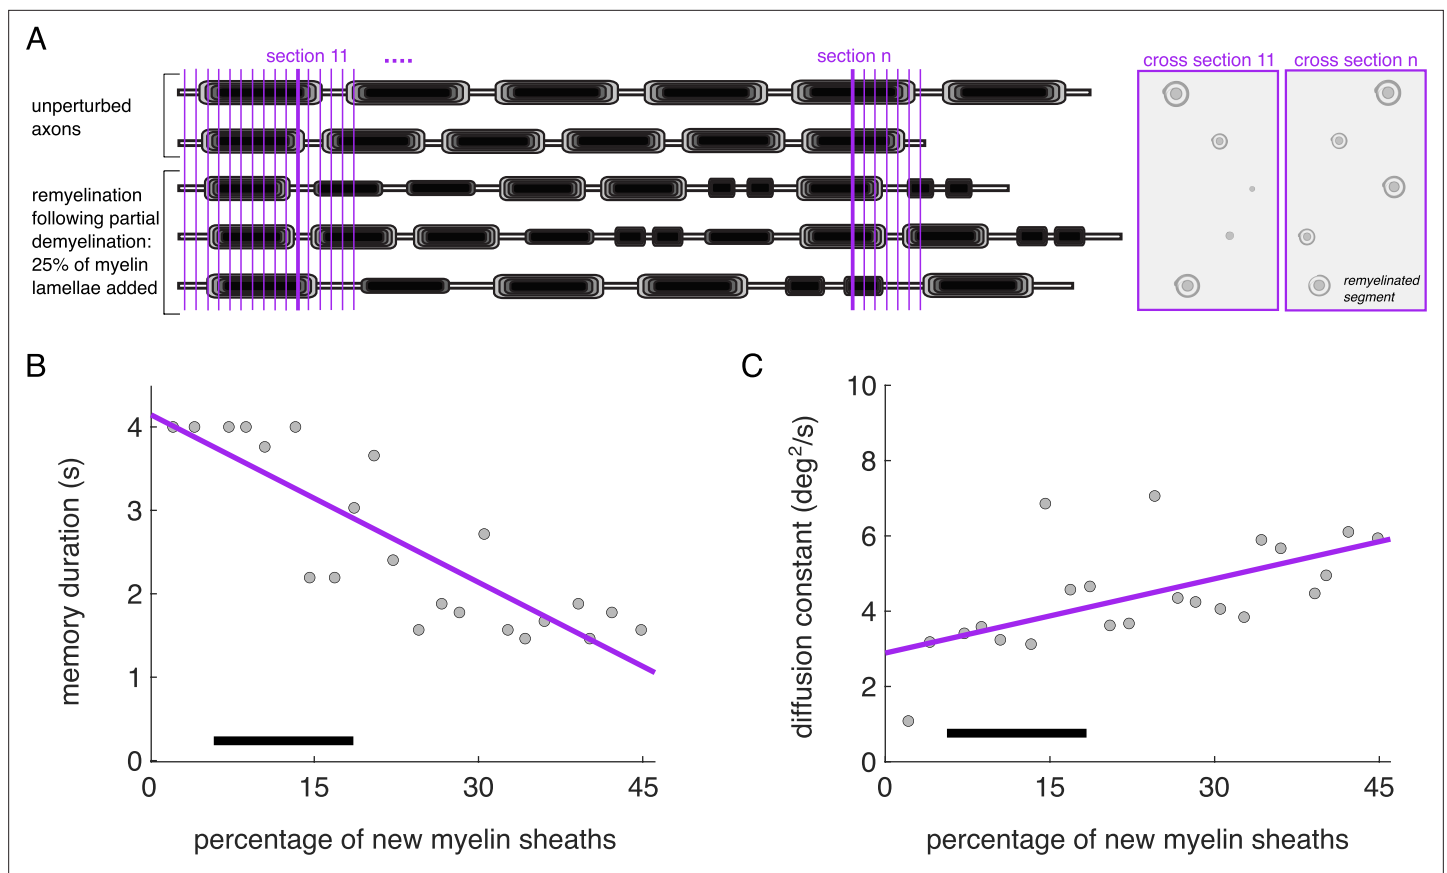 A
section 11
....
section n
cross section 11
cross section n
unperturbed
axons
remyelination
following partial
demyelination:
25% of myelin
lamellae added
remyelinated
segment
B
memory duration (s)
4
3
2
1
0
0
15
30
45
percentage of new myelin sheaths
C
diffusion constant (deg²/s)
10
8
6
4
2
0
0
15
30
45
percentage of new myelin sheaths